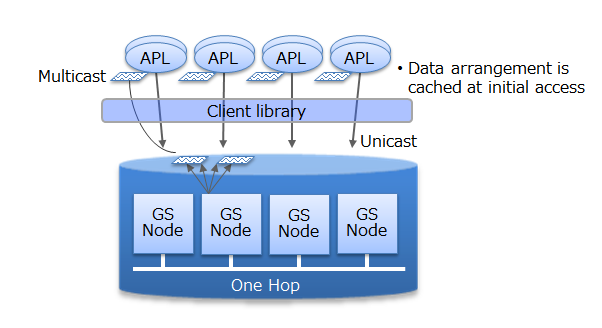 APL APL APL APL
Multicast
• Data arrangement is
cached at initial access
Client library
Unicast
GS
Node
GS
Node
GS
Node
GS
Node
One Hop